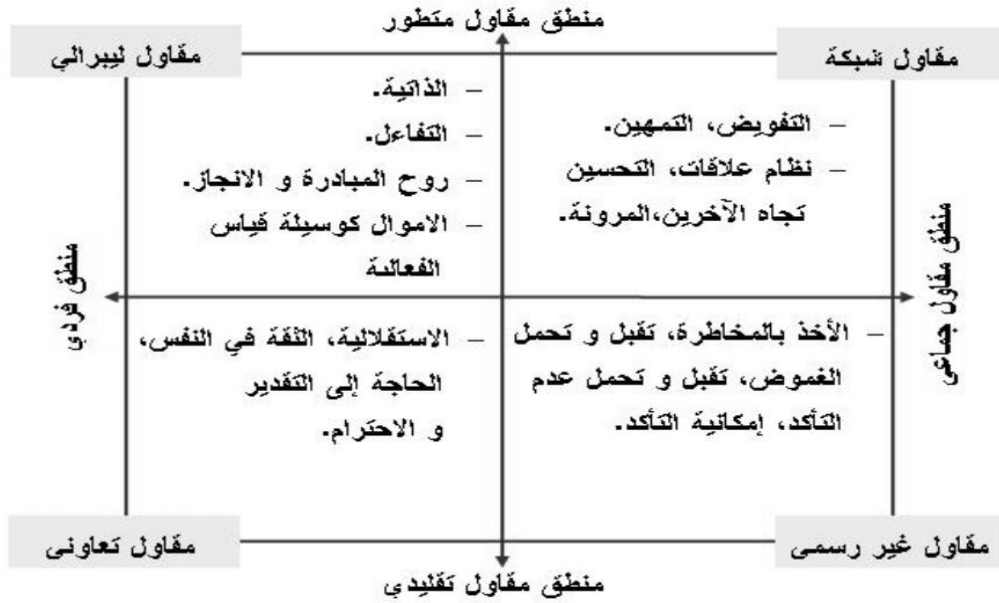 منطق مقاول متطور
مقاول شبكة
مقاول ليبرالي
– التفويض، التمهين.
– نظام علاقات، التحسين
تجاه الآخرين،المرونة.
– الذاتية.
– التفاءل.
– روح المبادرة و الانجاز.
– الاموال كوسيلة قياس
الفعالية
منطق مقاول جماعي
منطق فردي
– الأخذ بالمخاطرة، تقبل و تحمل
الغموض، تقبل و تحمل عدم
التأكد، إمكانية التأكد.
– الاستقلالية، الثقة في النفس،
الحاجة إلى التقدير
و الاحترام.
مقاول غير رسمي
مقاول تعاوني
منطق مقاول تقليدي